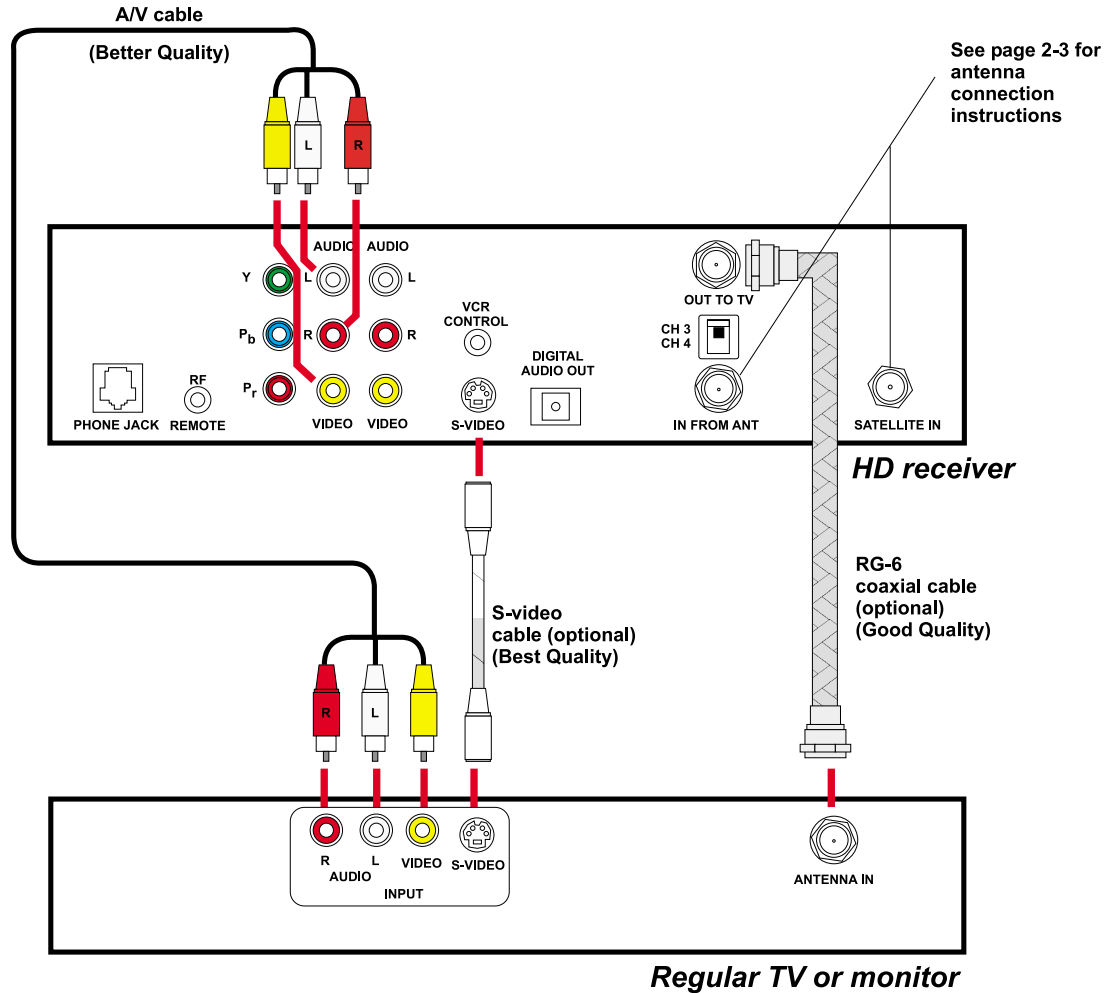 A/V cable
(Better Quality)
See page 2-3 for
antenna
connection
instructions
L
R
AUDIO AUDIO
Y
L
L
OUT TO TV
VCR
CONTROL
Pb
R
R
CH 3
CH 4
DIGITAL
AUDIO OUT
RF
Pr
PHONE JACK
REMOTE
VIDEO
VIDEO
S-VIDEO
IN FROM ANT
SATELLITE IN
HD receiver
RG-6
coaxial cable
(optional)
(Good Quality)
S-video
cable (optional)
(Best Quality)
R
L
R
L
VIDEO
S-VIDEO
AUDIO
INPUT
ANTENNA IN
Regular TV or monitor